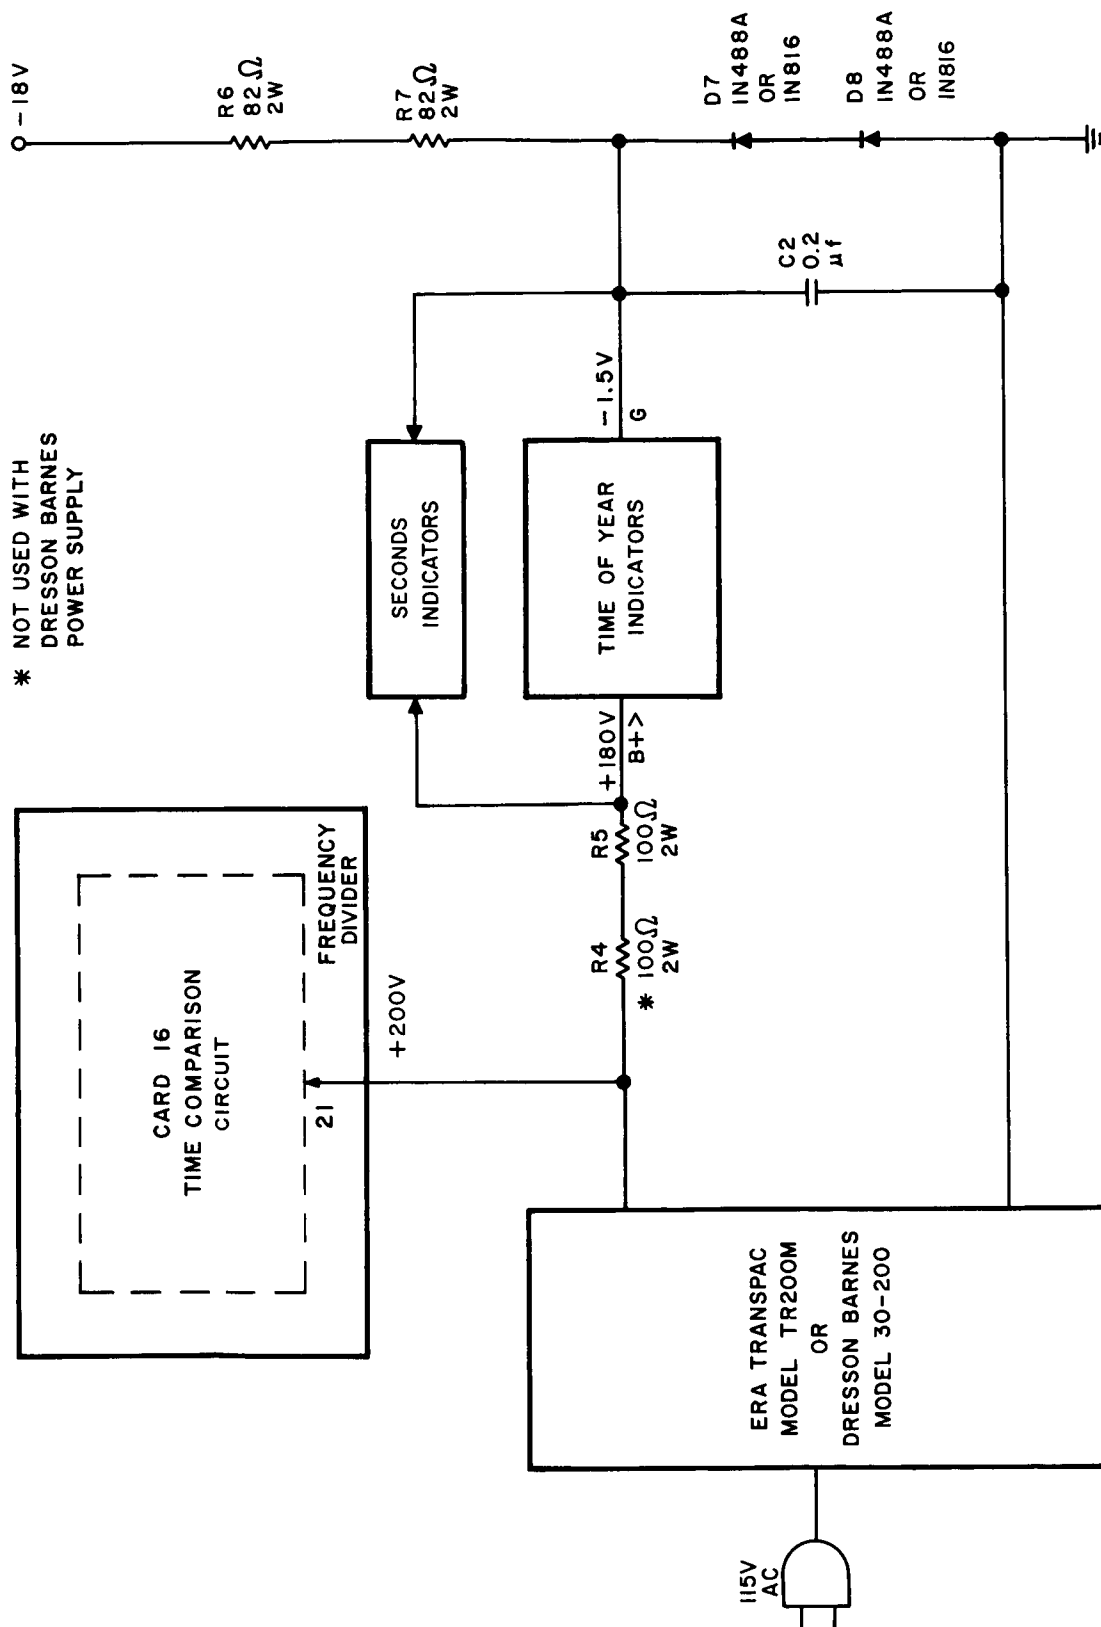 * NOT USED WITH
DRESSON BARNES
POWER SUPPLY
-18V
R6
82Ω
2W
R7
82Ω
2W
D7
IN488A
OR
IN816
D8
IN488A
OR
IN816
C2
0.2
µf
SECONDS
INDICATORS
-1.5V
G
TIME OF YEAR
INDICATORS
+180V
B+>
R5
100Ω
2W
R4
* 100Ω
2W
FREQUENCY
DIVIDER
CARD 16
TIME COMPARISON
CIRCUIT
21
+200V
ERA TRANSPAC
MODEL TR200M
OR
DRESSON BARNES
MODEL 30-200
115V
AC